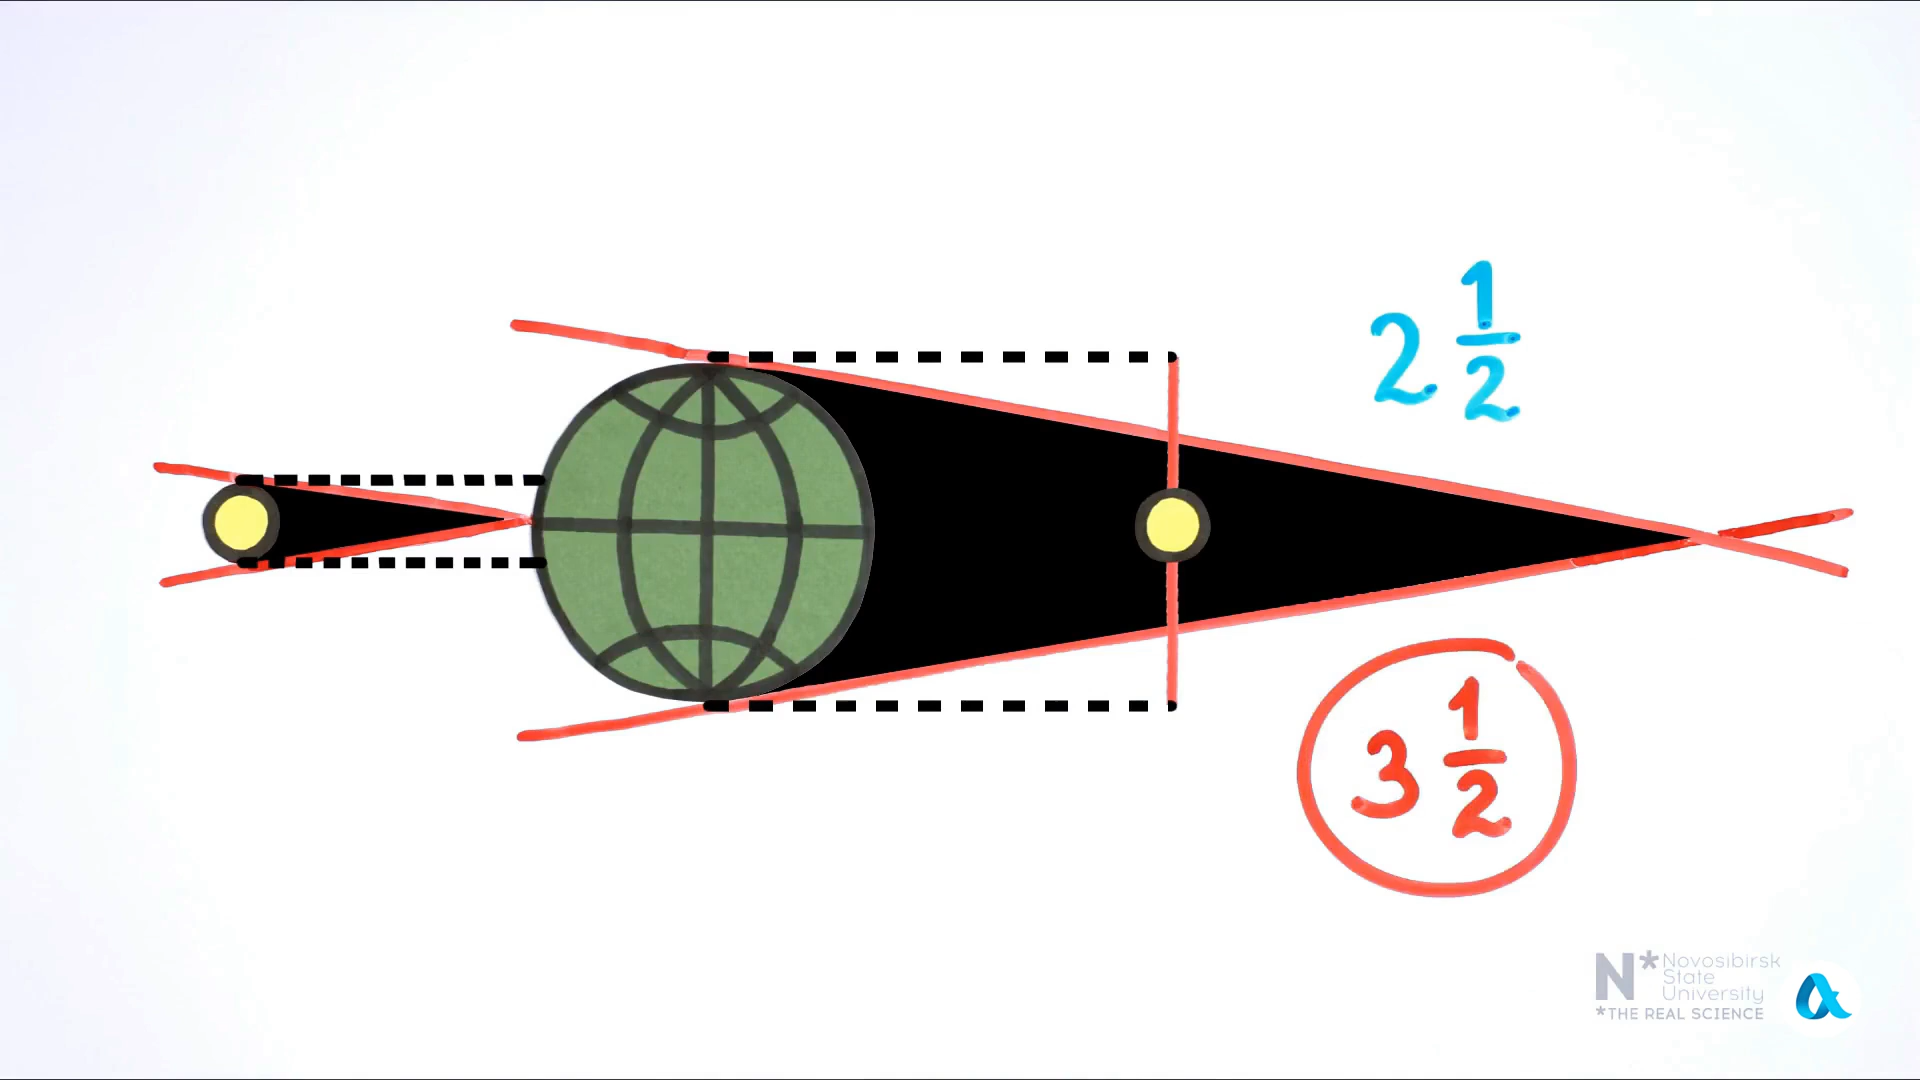 2 1/2
3 1/2
N* Novosibirsk
State
University
*THE REAL SCIENCE